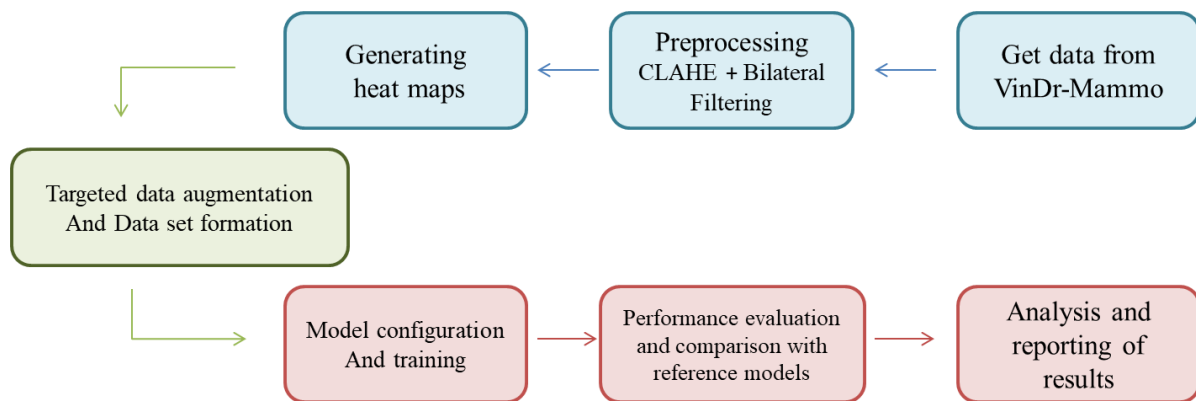 Generating
heat maps
Preprocessing
CLAHE + Bilateral
Filtering
Get data from
VinDr-Mammo
Targeted data augmentation
And Data set formation
Model configuration
And training
Performance evaluation
and comparison with
reference models
Analysis and
reporting of
results